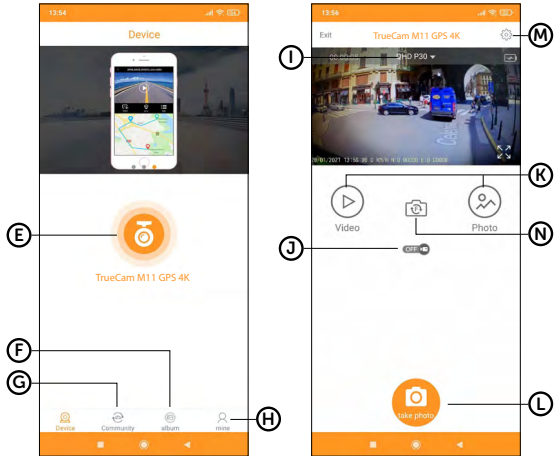 13:54
Device
E
TrueCam M11 GPS 4K
F
G
H
Device
Community
album
mine
13:56
Exit
TrueCam M11 GPS 4K
M
I
QHD P30
K
Video
Photo
N
J
OFF
L
take photo